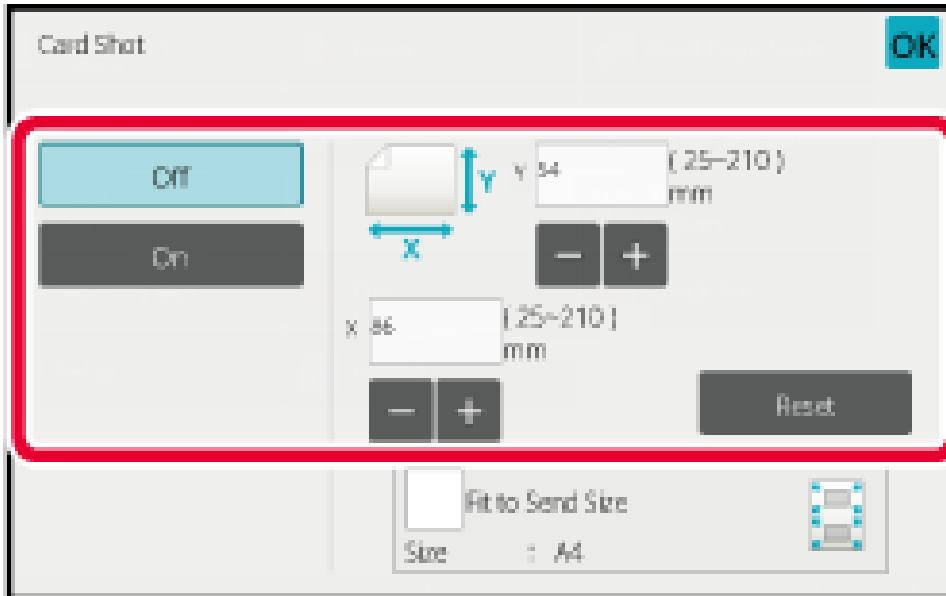 Card Shot
OK
Off
On
Y
X
Y 54 (25~210) mm
− +
X 86 (25~210) mm
− +
Reset
Fit to Send Size
Size : A4